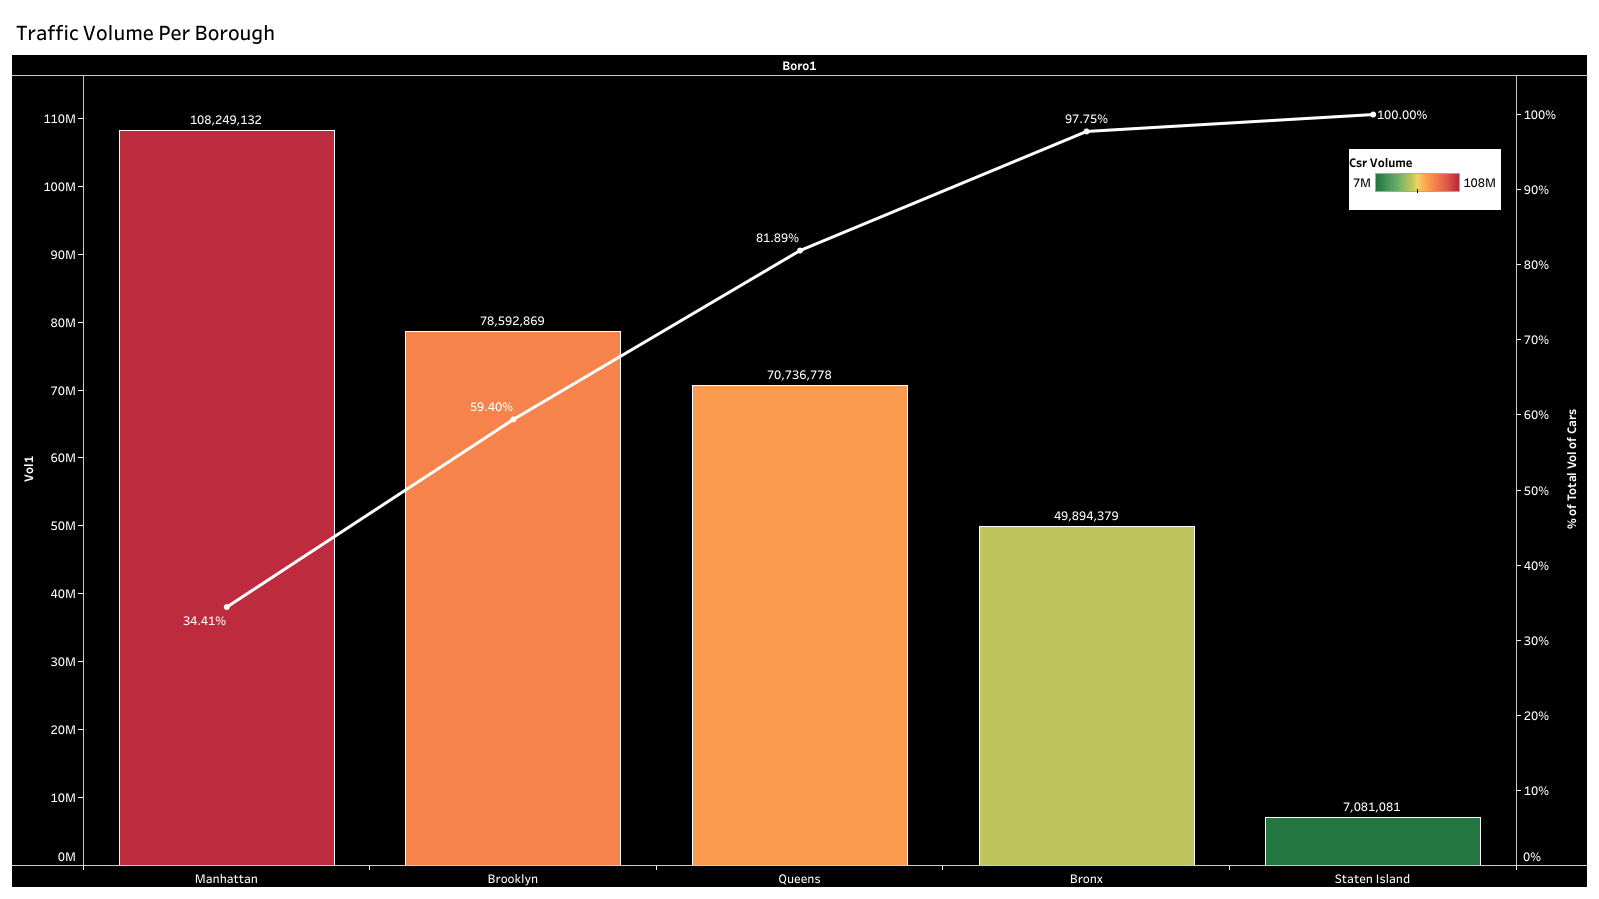 Traffic Volume Per Borough
Boro1
110M
100M
90M
80M
70M
60M
50M
40M
30M
20M
10M
0M
Vol1
108,249,132
78,592,869
70,736,778
49,894,379
7,081,081
34.41%
59.40%
81.89%
97.75%
100.00%
Csr Volume
7M 108M
100%
90%
80%
70%
60%
50%
40%
30%
20%
10%
0%
% of Total Vol of Cars
Manhattan Brooklyn Queens Bronx Staten Island